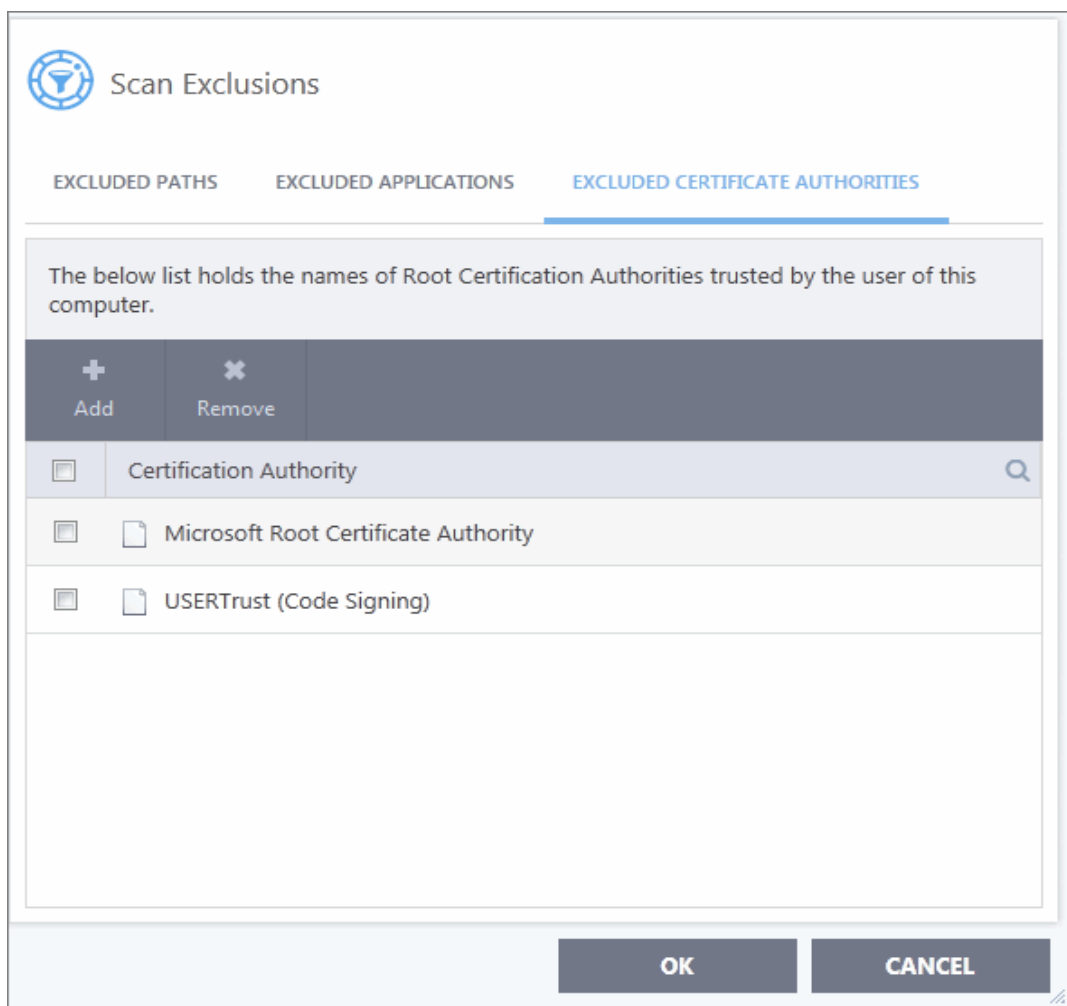 Scan Exclusions
EXCLUDED PATHS EXCLUDED APPLICATIONS EXCLUDED CERTIFICATE AUTHORITIES
The below list holds the names of Root Certification Authorities trusted by the user of this
computer.
Add Remove
Certification Authority
Microsoft Root Certificate Authority
USERTrust (Code Signing)
OK CANCEL